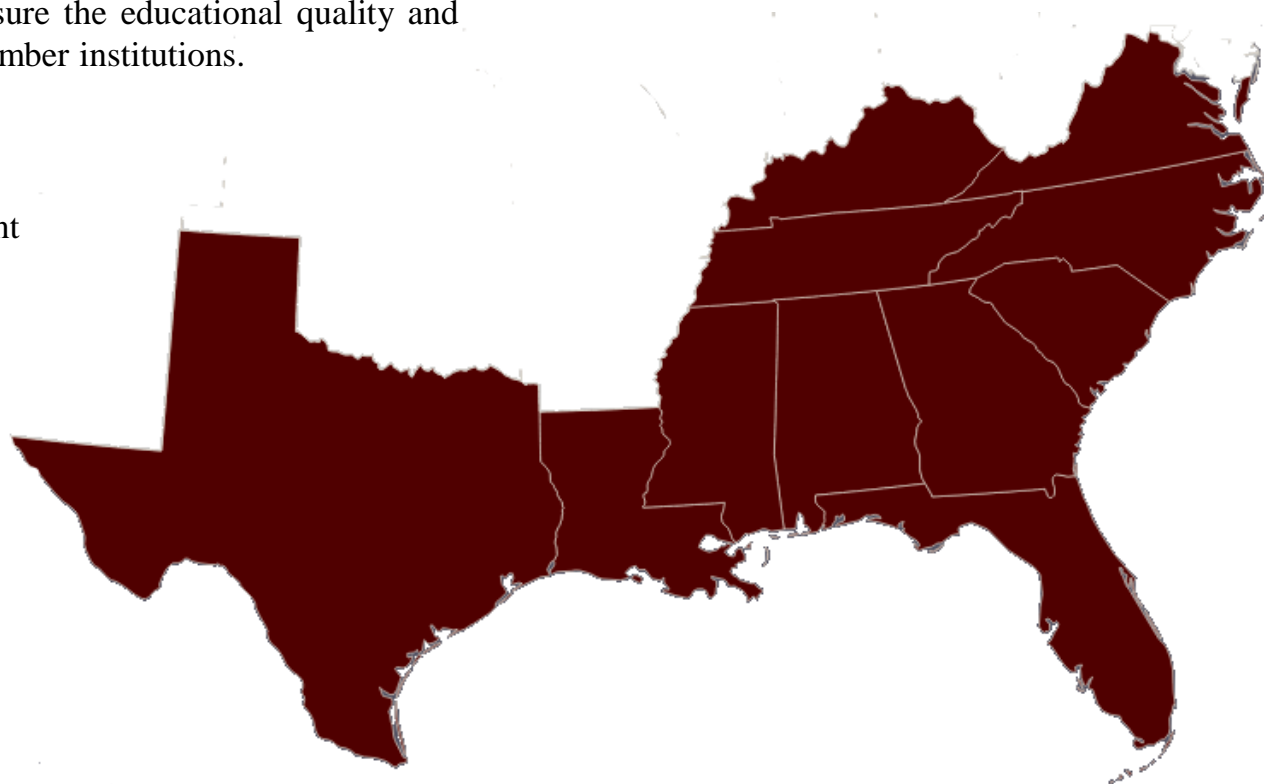 sure the educational quality and
mber institutions.
nt